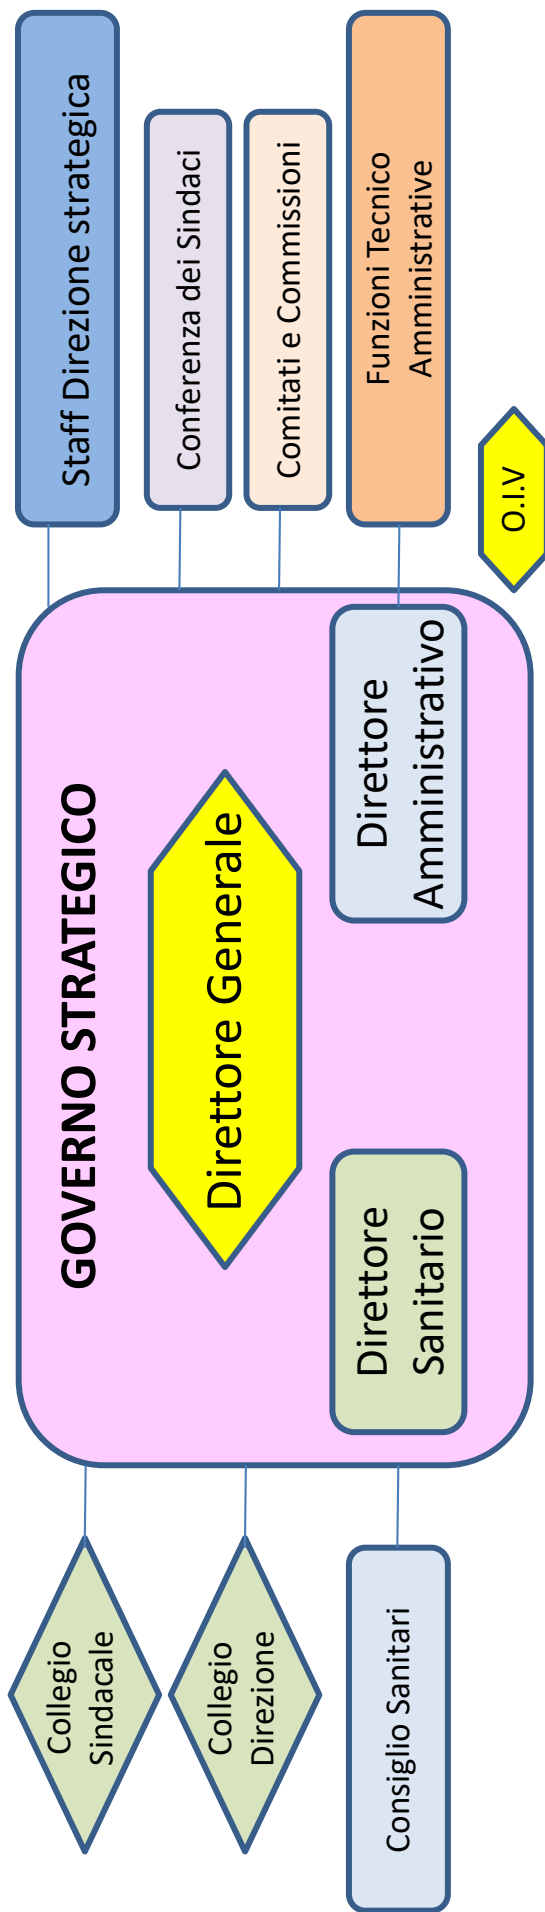 Collegio
Sindacale
Collegio
Direzione
Consiglio Sanitari
GOVERNO STRATEGICO
Direttore Generale
Direttore
Sanitario
Direttore
Amministrativo
Staff Direzione strategica
Conferenza dei Sindaci
Comitati e Commissioni
Funzioni Tecnico
Amministrative
O.I.V